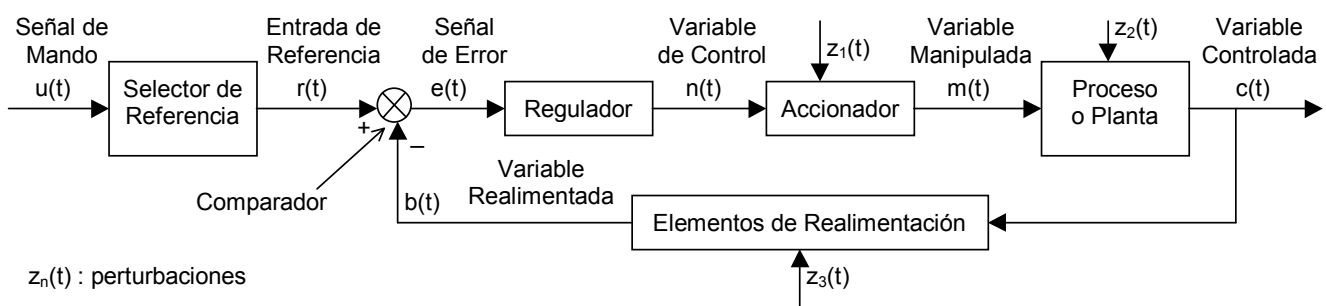 Señal de
Mando
u(t)
Selector de
Referencia
Entrada de
Referencia
r(t)
+
–
Señal
de Error
e(t)
Regulador
Variable
de Control
n(t)
z1(t)
Accionador
Variable
Manipulada
m(t)
z2(t)
Proceso
o Planta
Variable
Controlada
c(t)
Comparador
b(t)
Variable
Realimentada
Elementos de Realimentación
z3(t)
zn(t) : perturbaciones